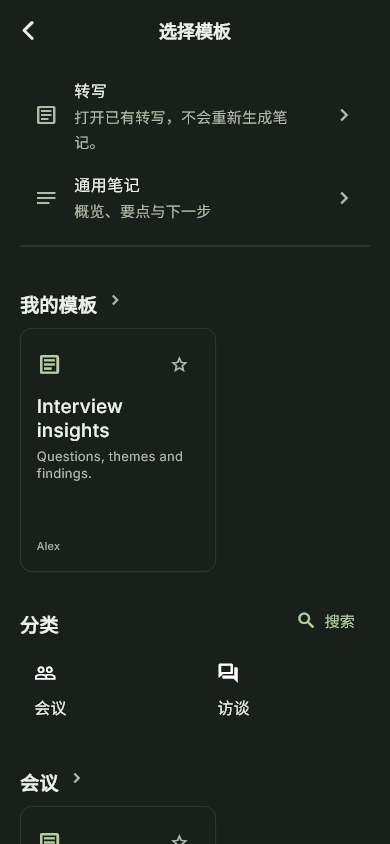 选择模板
转写
打开已有转写，不会重新生成笔
记。
通用笔记
概览、要点与下一步
我的模板
Interview
insights
Questions, themes and
findings.
Alex
分类
搜索
会议
访谈
会议